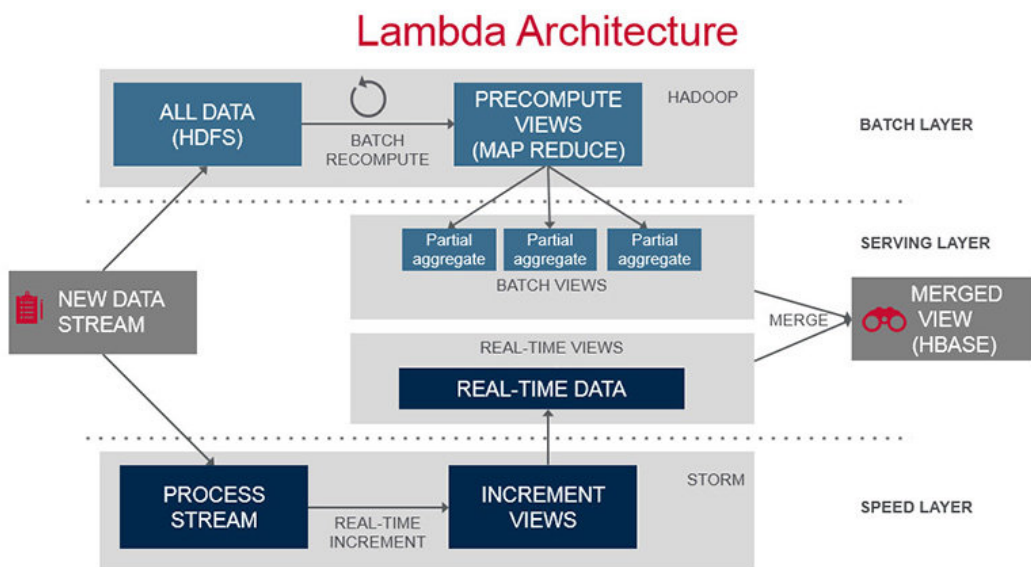 Lambda Architecture
ALL DATA
(HDFS)
BATCH
RECOMPUTE
PRECOMPUTE
VIEWS
(MAP REDUCE)
HADOOP
BATCH LAYER
Partial
aggregate
Partial
aggregate
Partial
aggregate
BATCH VIEWS
SERVING LAYER
NEW DATA
STREAM
MERGE
MERGED
VIEW
(HBASE)
REAL-TIME VIEWS
REAL-TIME DATA
PROCESS
STREAM
REAL-TIME
INCREMENT
INCREMENT
VIEWS
STORM
SPEED LAYER